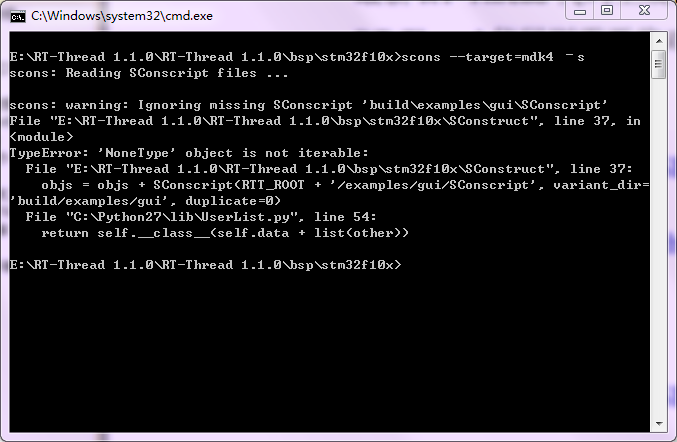 C:\Windows\system32\cmd.exe
E:\RT-Thread 1.1.0\RT-Thread 1.1.0\bsp\stm32f10x>scons --target=mdk4 ¯s
scons: Reading SConscript files ...
scons: warning: Ignoring missing SConscript 'build\examples\gui\SConscript'
File "E:\RT-Thread 1.1.0\RT-Thread 1.1.0\bsp\stm32f10x\SConstruct", line 37, in
<module>
TypeError: 'NoneType' object is not iterable:
File "E:\RT-Thread 1.1.0\RT-Thread 1.1.0\bsp\stm32f10x\SConstruct", line 37:
objs = objs + SConscript(RTT_ROOT + '/examples/gui/SConscript', variant_dir=
'build/examples/gui', duplicate=0)
File "C:\Python27\lib\UserList.py", line 54:
return self.__class__(self.data + list(other))
E:\RT-Thread 1.1.0\RT-Thread 1.1.0\bsp\stm32f10x>